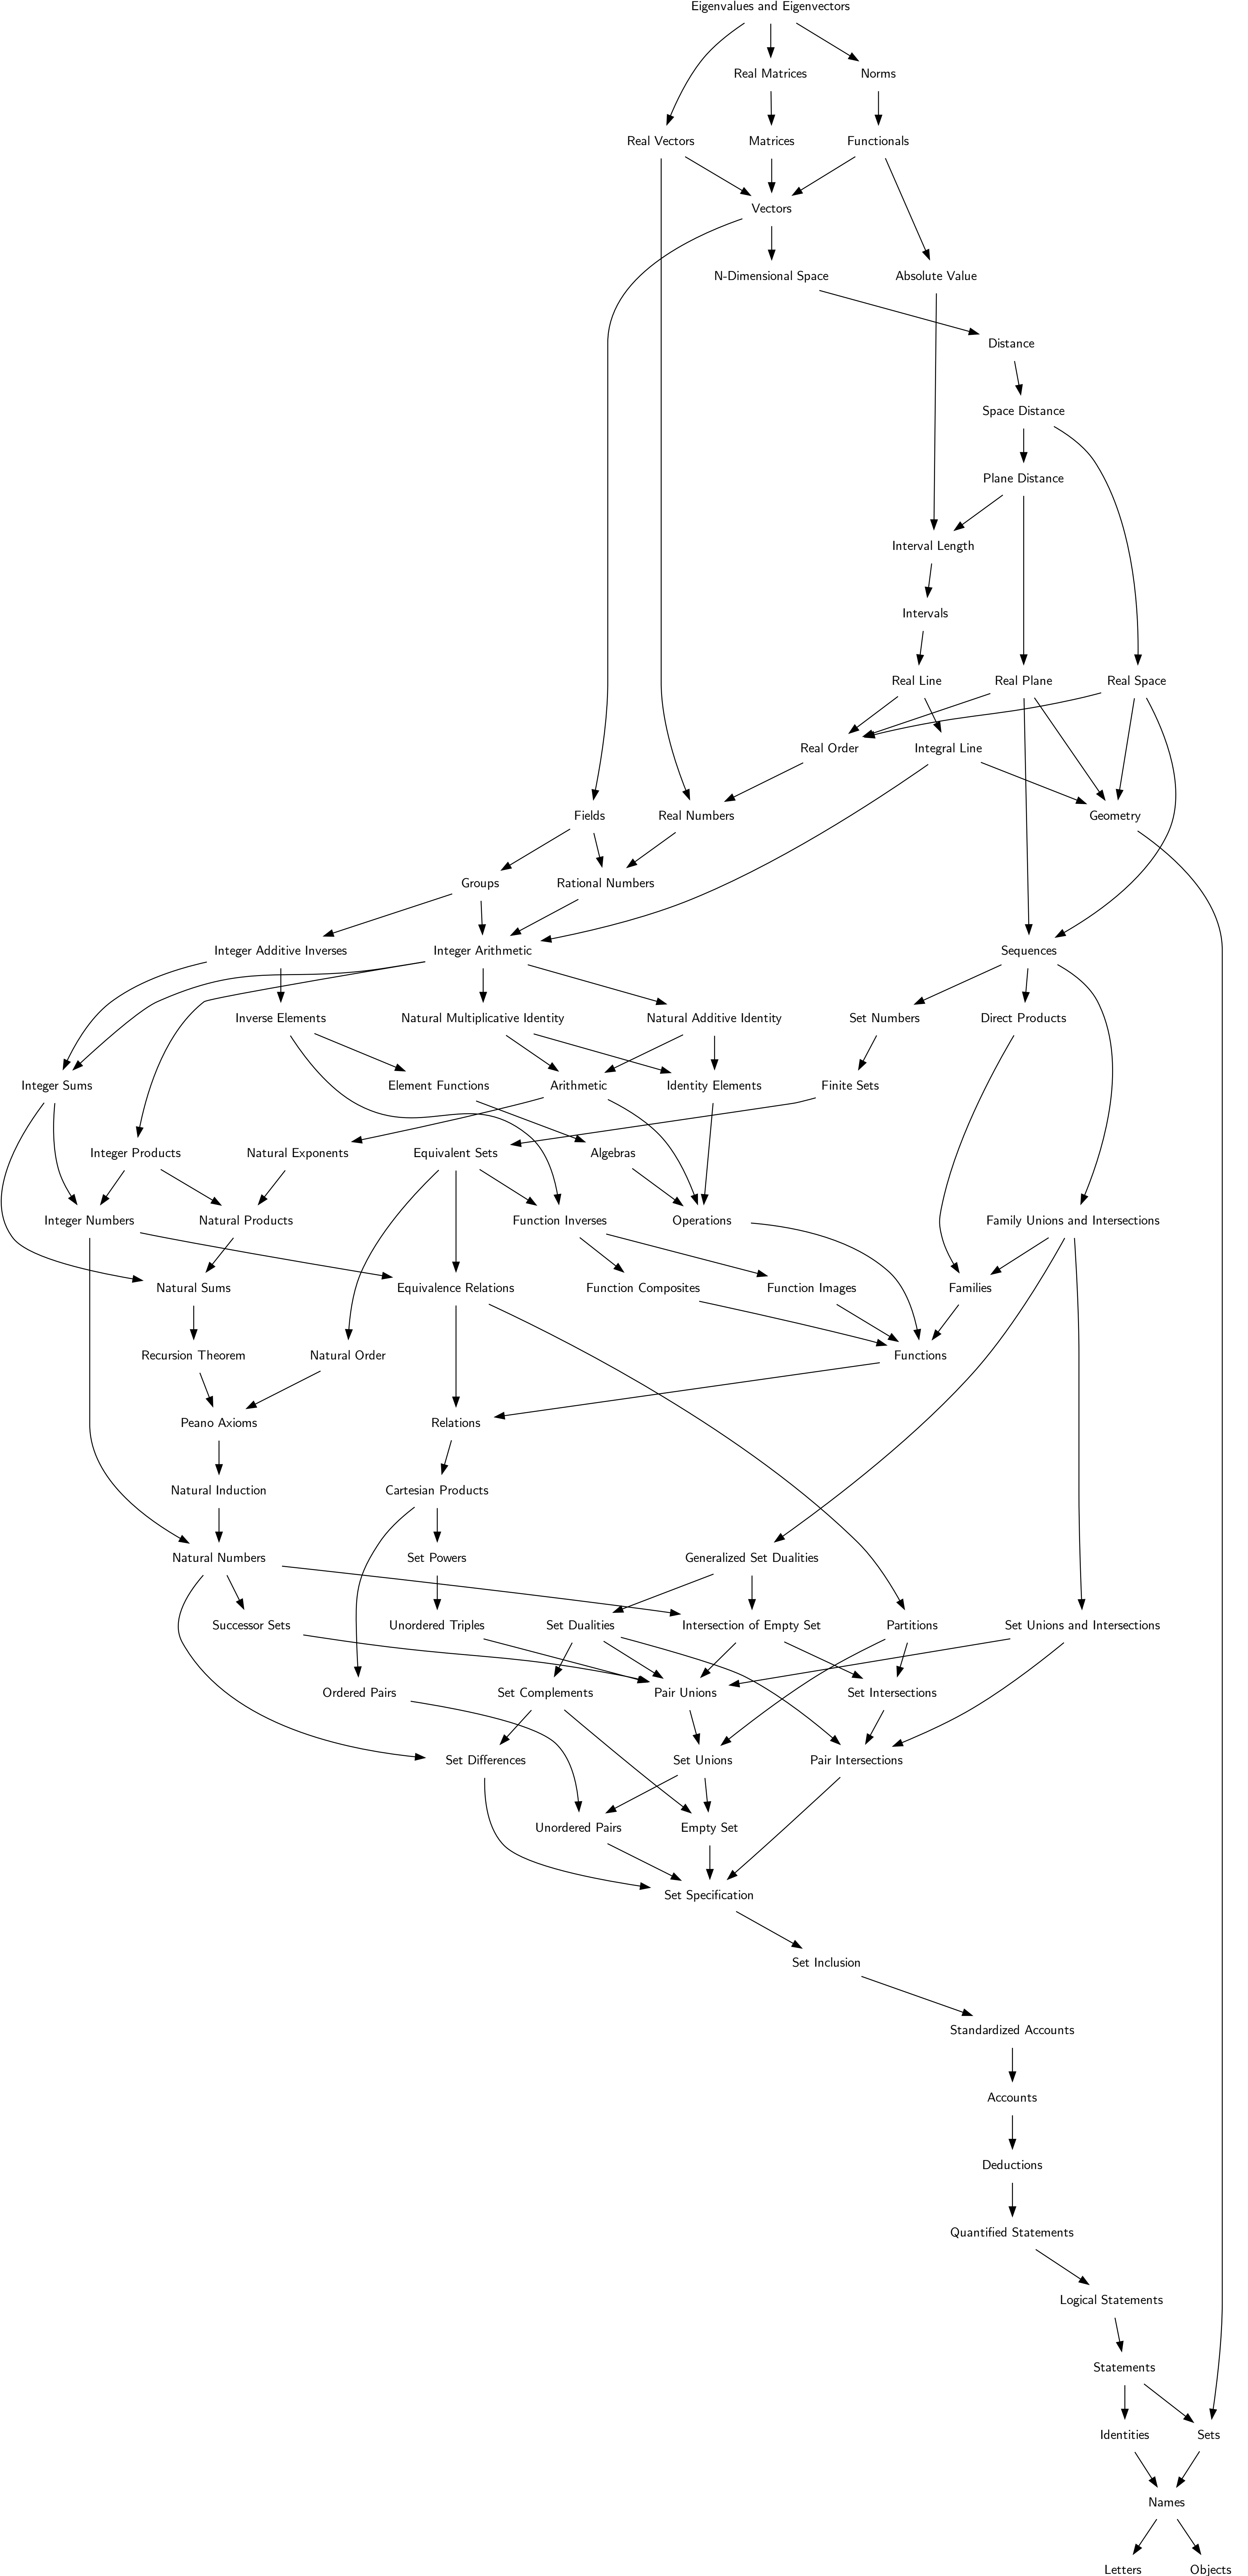 Eigenvalues and Eigenvectors
Real Matrices
Norms
Real Vectors
Matrices
Functionals
Vectors
N-Dimensional Space
Absolute Value
Distance
Space Distance
Plane Distance
Interval Length
Intervals
Real Line
Real Plane
Real Space
Real Order
Integral Line
Fields
Real Numbers
Geometry
Groups
Rational Numbers
Integer Additive Inverses
Integer Arithmetic
Sequences
Inverse Elements
Natural Multiplicative Identity
Natural Additive Identity
Set Numbers
Direct Products
Integer Sums
Element Functions
Arithmetic
Identity Elements
Finite Sets
Integer Products
Natural Exponents
Equivalent Sets
Algebras
Integer Numbers
Natural Products
Function Inverses
Operations
Family Unions and Intersections
Natural Sums
Equivalence Relations
Function Composites
Function Images
Families
Recursion Theorem
Natural Order
Functions
Peano Axioms
Relations
Natural Induction
Cartesian Products
Natural Numbers
Set Powers
Generalized Set Dualities
Successor Sets
Unordered Triples
Set Dualities
Intersection of Empty Set
Partitions
Set Unions and Intersections
Ordered Pairs
Set Complements
Pair Unions
Set Intersections
Set Differences
Set Unions
Pair Intersections
Unordered Pairs
Empty Set
Set Specification
Set Inclusion
Standardized Accounts
Accounts
Deductions
Quantified Statements
Logical Statements
Statements
Identities
Sets
Names
Letters
Objects